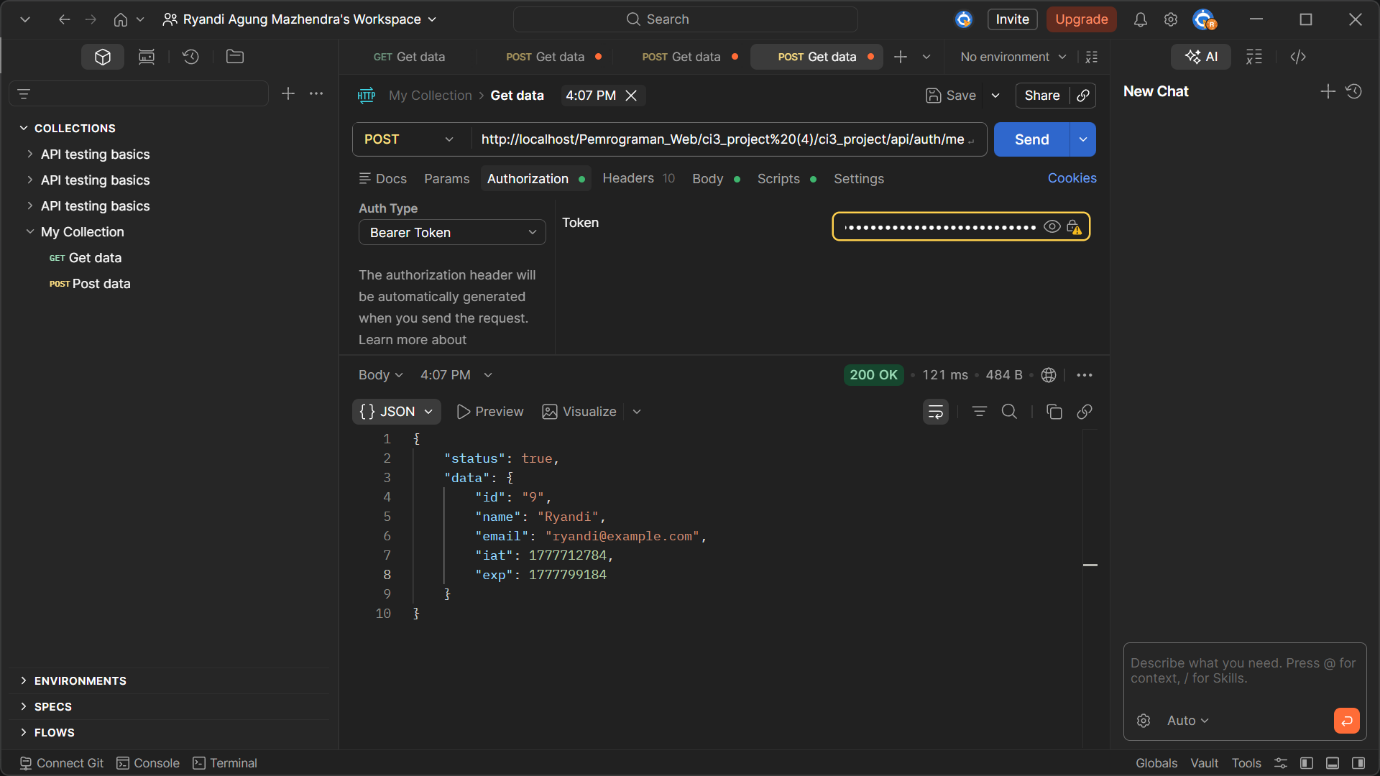 Ryandi Agung Mazhendra's Workspace
Search
Invite
Upgrade
GET Get data
POST Get data
POST Get data
POST Get data
No environment
AI
COLLECTIONS
API testing basics
API testing basics
API testing basics
My Collection
GET Get data
POST Post data
ENVIRONMENTS
SPECS
FLOWS
HTTP My Collection > Get data 4:07 PM
Save
Share
POST http://localhost/Pemrograman_Web/ci3_project%20(4)/ci3_project/api/auth/me
Send
Docs Params Authorization Headers 10 Body Scripts Settings
Cookies
Auth Type
Bearer Token
The authorization header will
be automatically generated
when you send the request.
Learn more about
Token
Body 4:07 PM
200 OK • 121 ms • 484 B
{} JSON Preview Visualize
1 {
2 "status": true,
3 "data": {
4 "id": "9",
5 "name": "Ryandi",
6 "email": "ryandi@example.com",
7 "iat": 1777712784,
8 "exp": 1777799184
9 }
10 }
New Chat
Describe what you need. Press @ for
context, / for Skills.
Auto
Connect Git Console Terminal
Globals Vault Tools